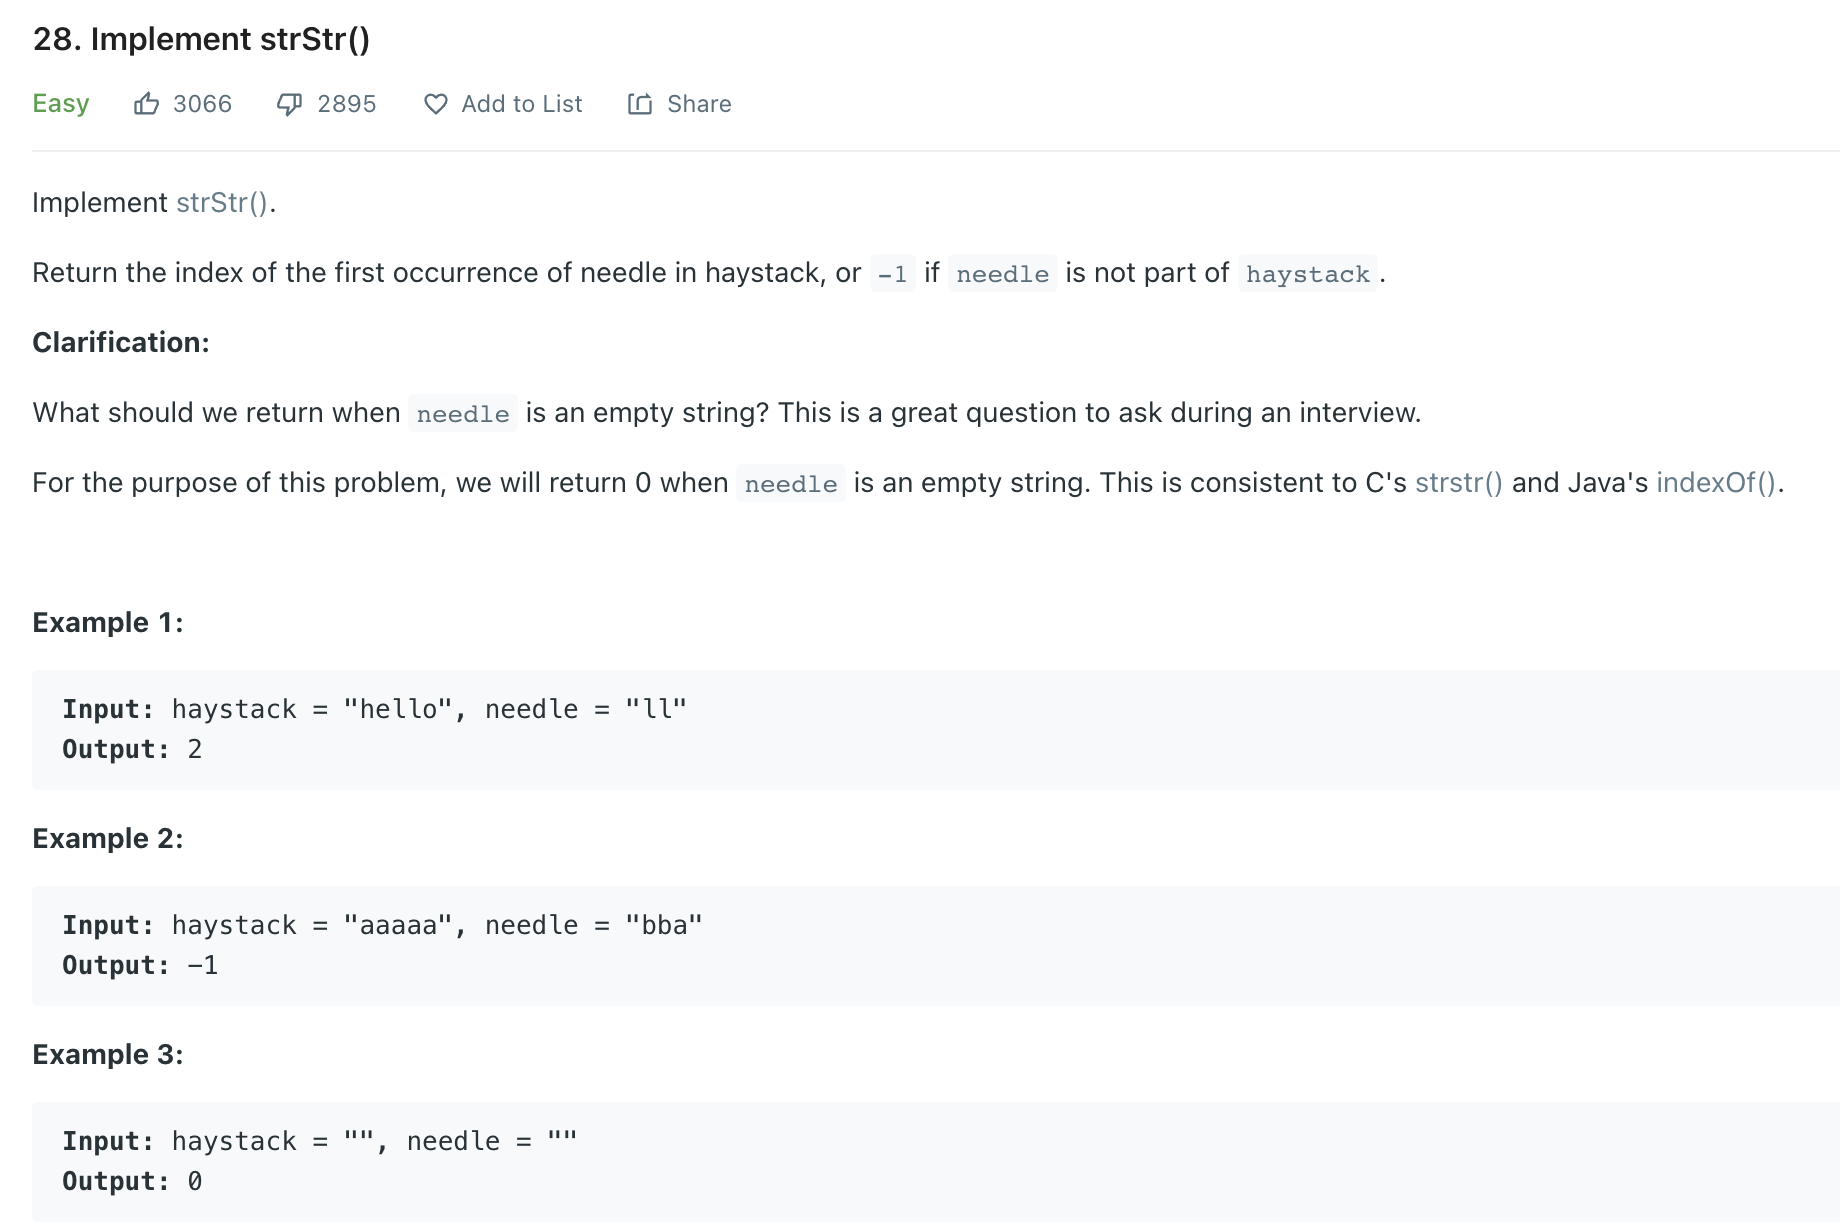 28. Implement strStr()
Easy 3066 2895 Add to List Share
Implement strStr().
Return the index of the first occurrence of needle in haystack, or -1 if needle is not part of haystack.
Clarification:
What should we return when needle is an empty string? This is a great question to ask during an interview.
For the purpose of this problem, we will return 0 when needle is an empty string. This is consistent to C's strstr() and Java's indexOf().
Example 1:
Input: haystack = "hello", needle = "ll"
Output: 2
Example 2:
Input: haystack = "aaaaa", needle = "bba"
Output: -1
Example 3:
Input: haystack = "", needle = ""
Output: 0